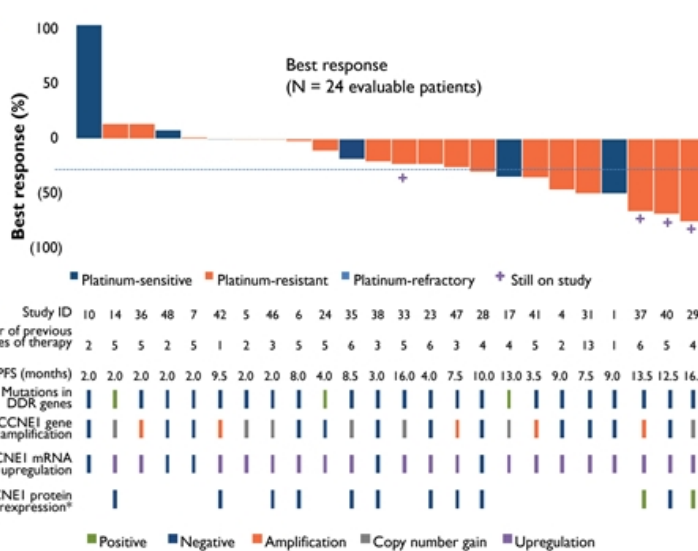 100
50
0
(50)
(100)
Best response (%)
Best response
(N = 24 evaluable patients)
Platinum-sensitive Platinum-resistant Platinum-refractory + Still on study
Study ID 10 14 36 48 7 42 5 46 6 24 35 38 33 23 47 28 17 41 4 31 1 37 40 29
r of previous
es of therapy 2 5 5 2 5 1 2 3 5 5 6 3 5 6 3 4 4 5 2 13 1 6 5 4
PFS (months) 2.0 2.0 2.0 2.0 2.0 9.5 2.0 2.0 8.0 4.0 8.5 3.0 16.0 4.0 7.5 10.0 13.0 3.5 9.0 7.5 9.0 13.5 12.5 16.
Mutations in
DDR genes
CCNE1 gene
amplification
CNE1 mRNA
upregulation
CNE1 protein
rexpression*
Positive Negative Amplification Copy number gain Upregulation